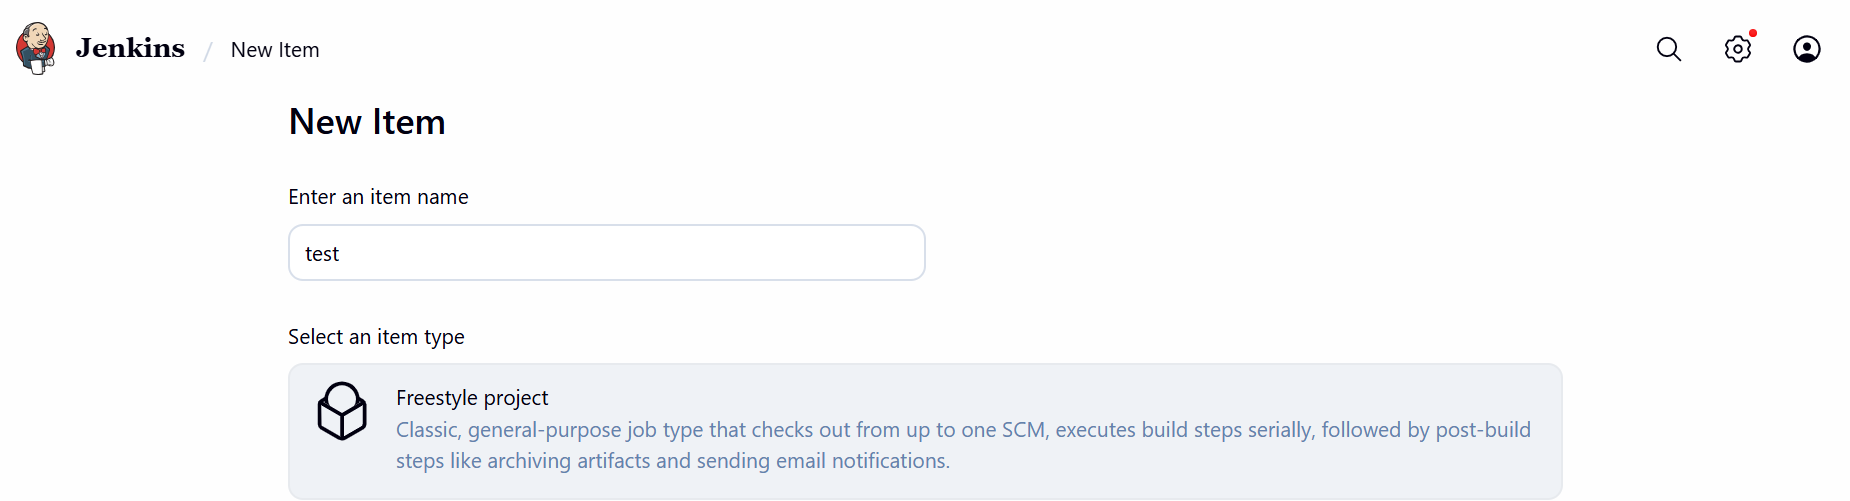 Jenkins / New Item
New Item
Enter an item name
test
Select an item type
Freestyle project
Classic, general-purpose job type that checks out from up to one SCM, executes build steps serially, followed by post-build
steps like archiving artifacts and sending email notifications.